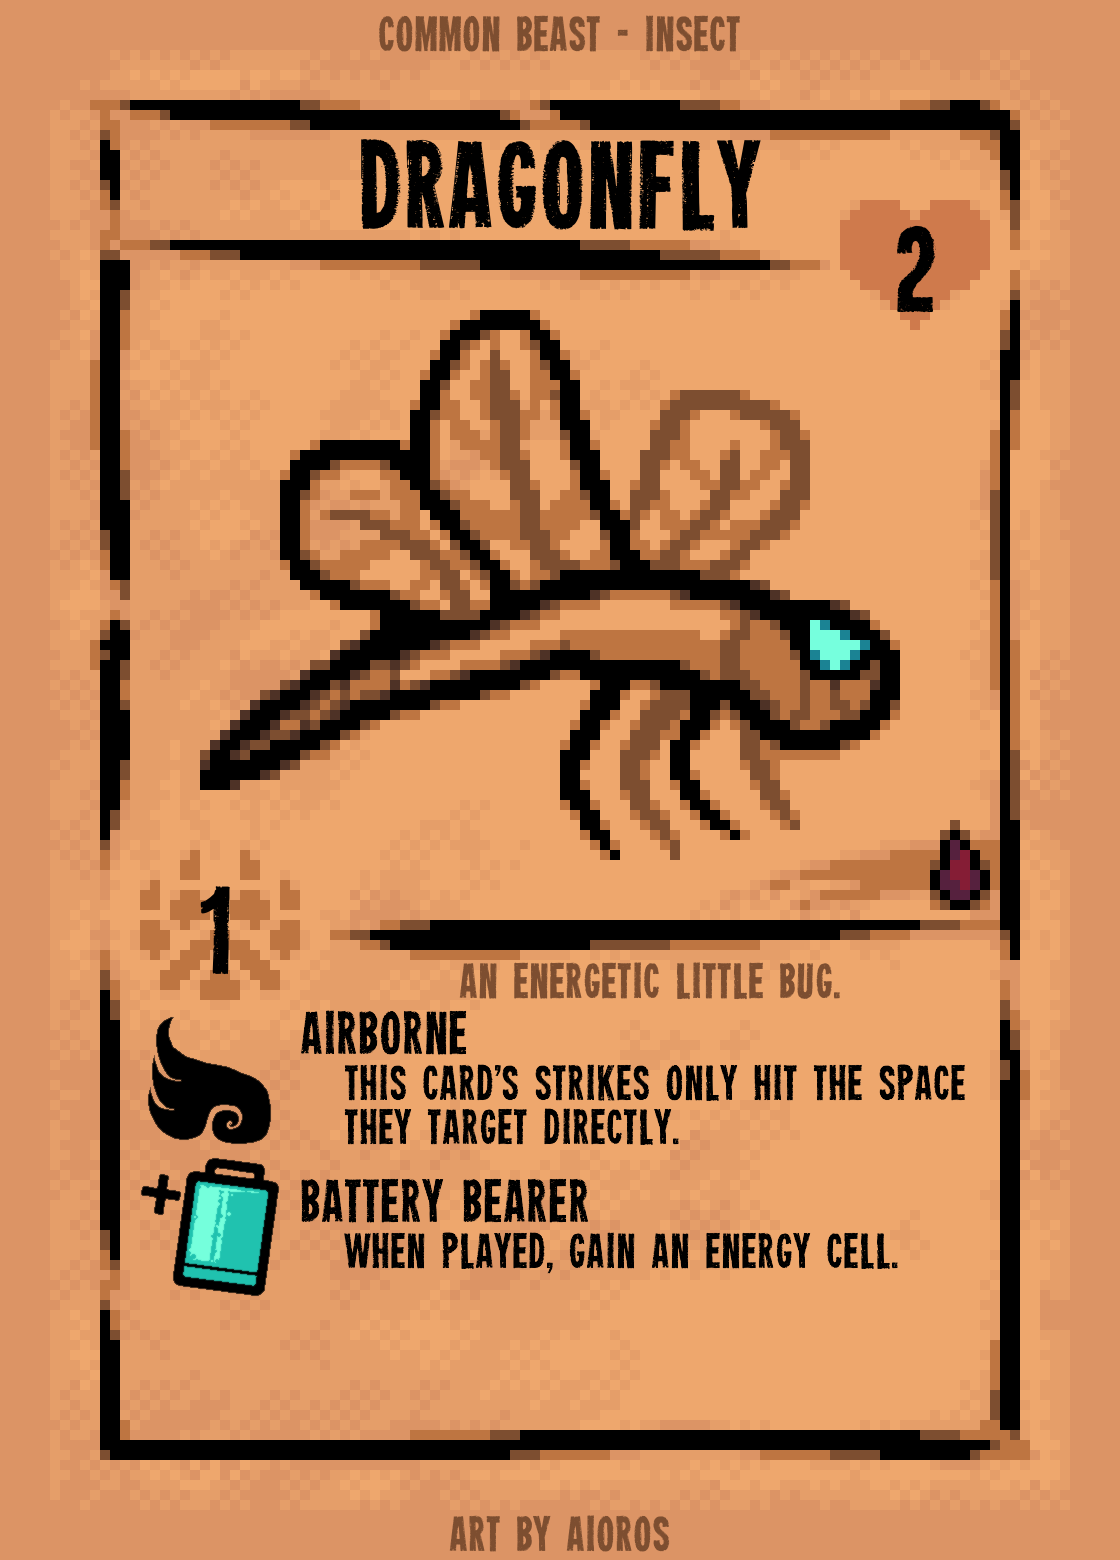 COMMON BEAST - INSECT
DRAGONFLY
2
1
AN ENERGETIC LITTLE BUG.
AIRBORNE
THIS CARD'S STRIKES ONLY HIT THE SPACE
THEY TARGET DIRECTLY.
BATTERY BEARER
WHEN PLAYED, GAIN AN ENERGY CELL.
ART BY AIOROS